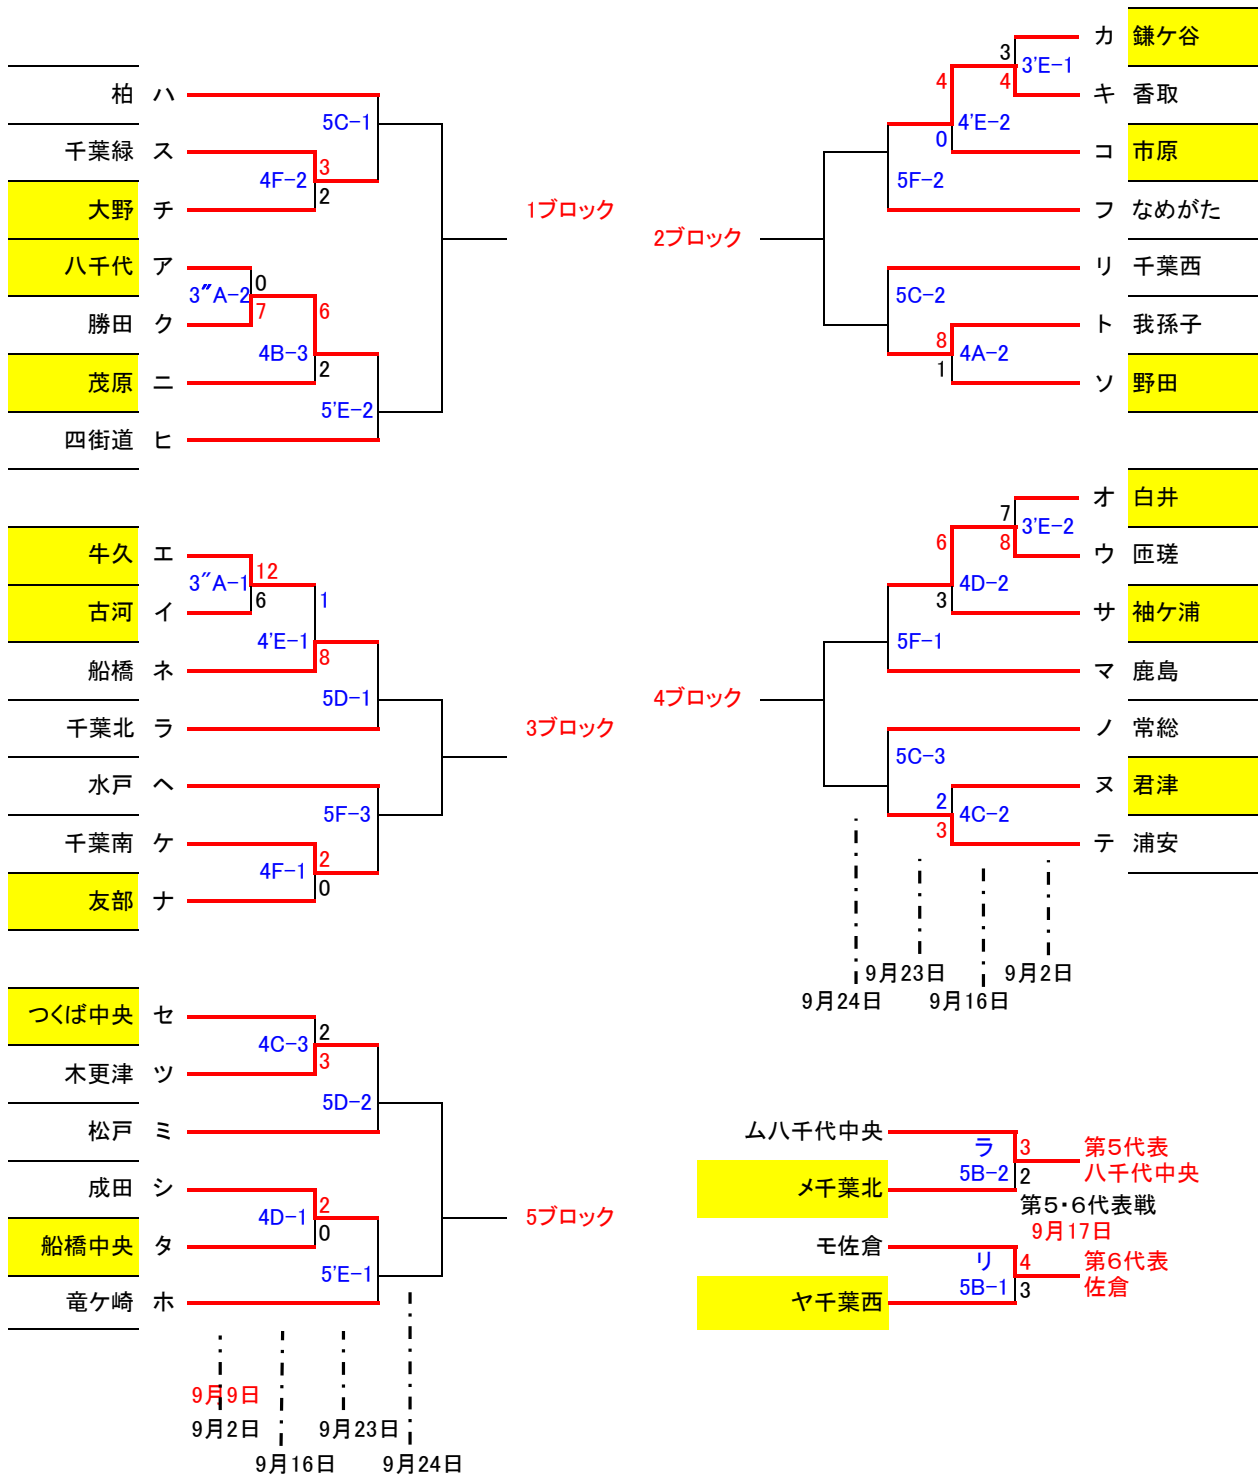 柏 ハ
5C-1
千葉緑 ス
4F-2 3
2
大野 チ
1ブロック
八千代 ア
3"A-2 0
7 6
勝田 ク
4B-3 2
茂原 ニ
5'E-2
四街道 ヒ
カ 鎌ケ谷
3 3'E-1
4 4
キ 香取
4'E-2
0
コ 市原
5F-2
フ なめがた
2ブロック
リ 千葉西
5C-2
ト 我孫子
8 4A-2
1
ソ 野田
牛久 エ
3"A-1 12
6 1
古河 イ
4'E-1 8
船橋 ネ
5D-1
千葉北 ラ
3ブロック
水戸 ヘ
5F-3
千葉南 ケ
4F-1 2
0
友部 ナ
オ 白井
7 3'E-2
6 8
ウ 匝瑳
4D-2
3
サ 袖ケ浦
5F-1
マ 鹿島
4ブロック
ノ 常総
5C-3
ヌ 君津
2 4C-2
3
テ 浦安
9月23日 9月2日
9月24日 9月16日
つくば中央 セ
4C-3 2
3
木更津 ツ
5D-2
松戸 ミ
成田 シ
4D-1 2
0
船橋中央 タ
5'E-1
竜ケ崎 ホ
5ブロック
9月9日
9月2日 9月23日
9月16日 9月24日
ム八千代中央
ラ 3 第5代表
5B-2 2 八千代中央
メ千葉北
第5・6代表戦
9月17日
モ佐倉
リ 4 第6代表
5B-1 3 佐倉
ヤ千葉西